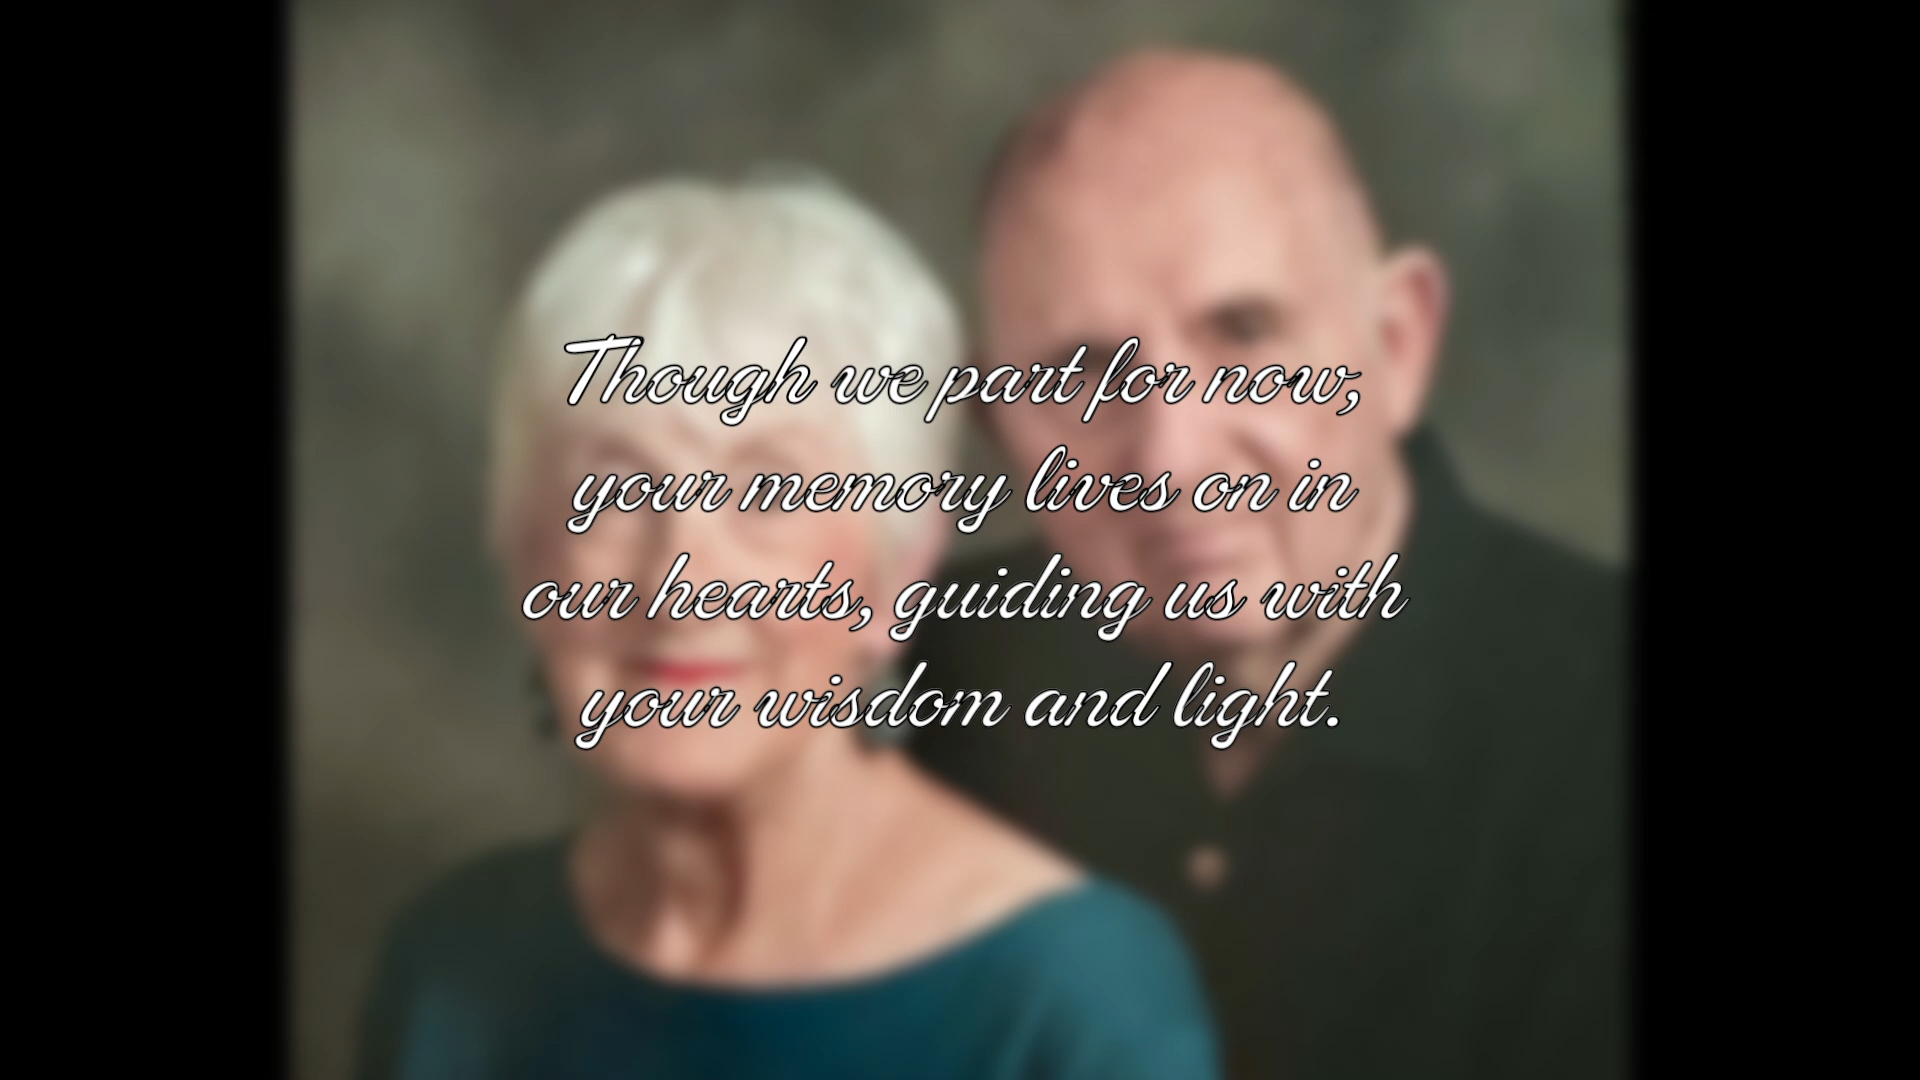 Though we part for now,
your memory lives on in
our hearts, guiding us with
your wisdom and light.